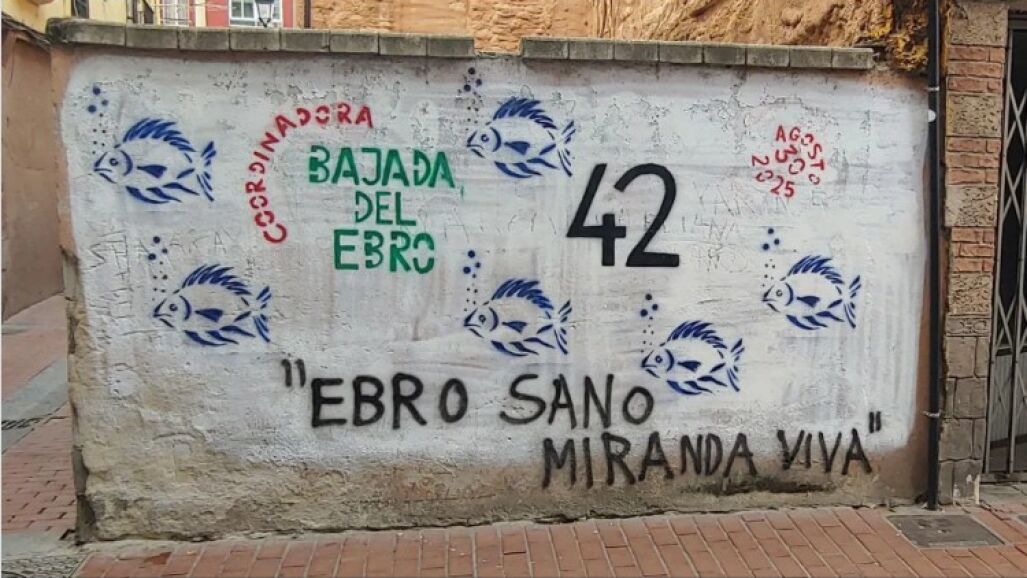 COORDINADORA
BAJADA
DEL
EBRO
42
AGOSTO
30
2025
"EBRO SANO
MIRANDA VIVA"